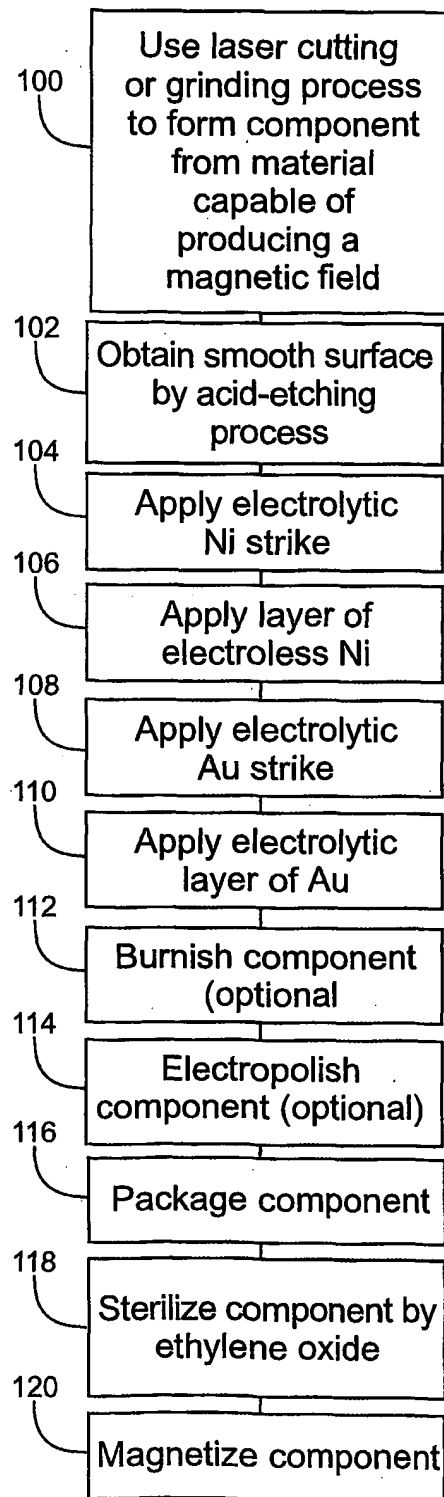 100
Use laser cutting
or grinding process
to form component
from material
capable of
producing a
magnetic field
102
Obtain smooth surface
by acid-etching
process
104
Apply electrolytic
Ni strike
106
Apply layer of
electroless Ni
108
Apply electrolytic
Au strike
110
Apply electrolytic
layer of Au
112
Burnish component
(optional
114
Electropolish
component (optional)
116
Package component
118
Sterilize component by
ethylene oxide
120
Magnetize component